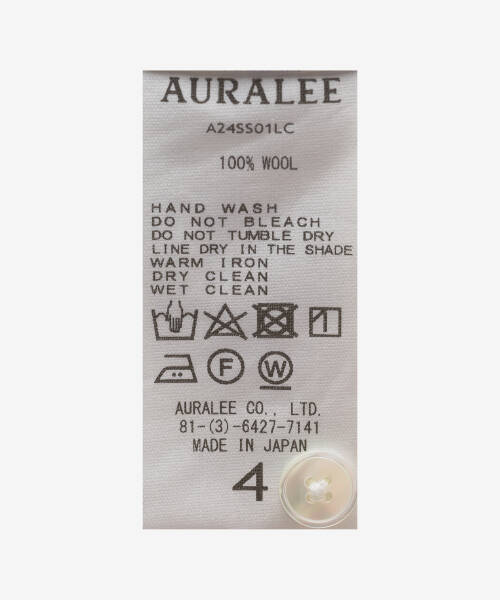 AURALEE
A24SS01LC
100% WOOL
HAND WASH
DO NOT BLEACH
DO NOT TUMBLE DRY
LINE DRY IN THE SHADE
WARM IRON
DRY CLEAN
WET CLEAN
F W
AURALEE CO., LTD.
81-(3)-6427-7141
MADE IN JAPAN
4